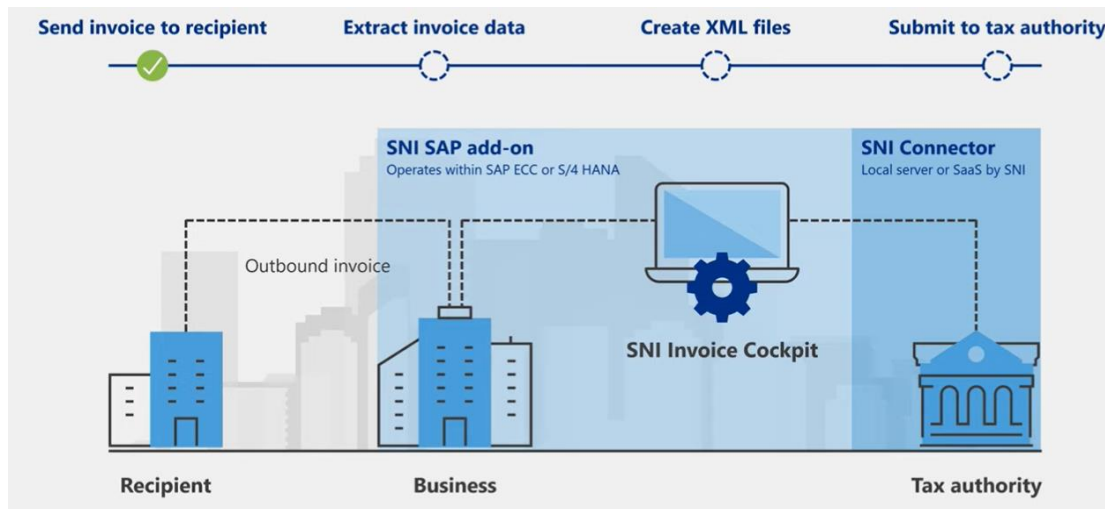 Send invoice to recipient
Extract invoice data
Create XML files
Submit to tax authority
SNI SAP add-on
Operates within SAP ECC or S/4 HANA
SNI Connector
Local server or SaaS by SNI
Outbound invoice
SNI Invoice Cockpit
Recipient
Business
Tax authority